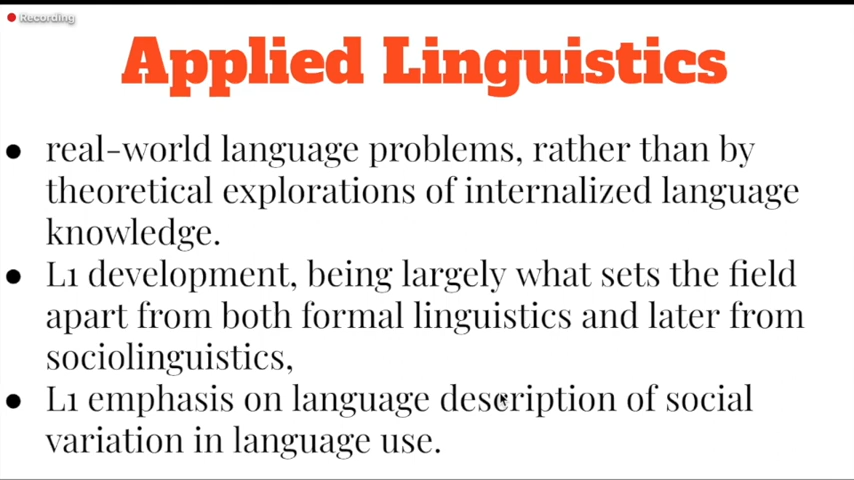 Recording
Applied Linguistics
● real-world language problems, rather than by
theoretical explorations of internalized language
knowledge.
● L1 development, being largely what sets the field
apart from both formal linguistics and later from
sociolinguistics,
● L1 emphasis on language description of social
variation in language use.